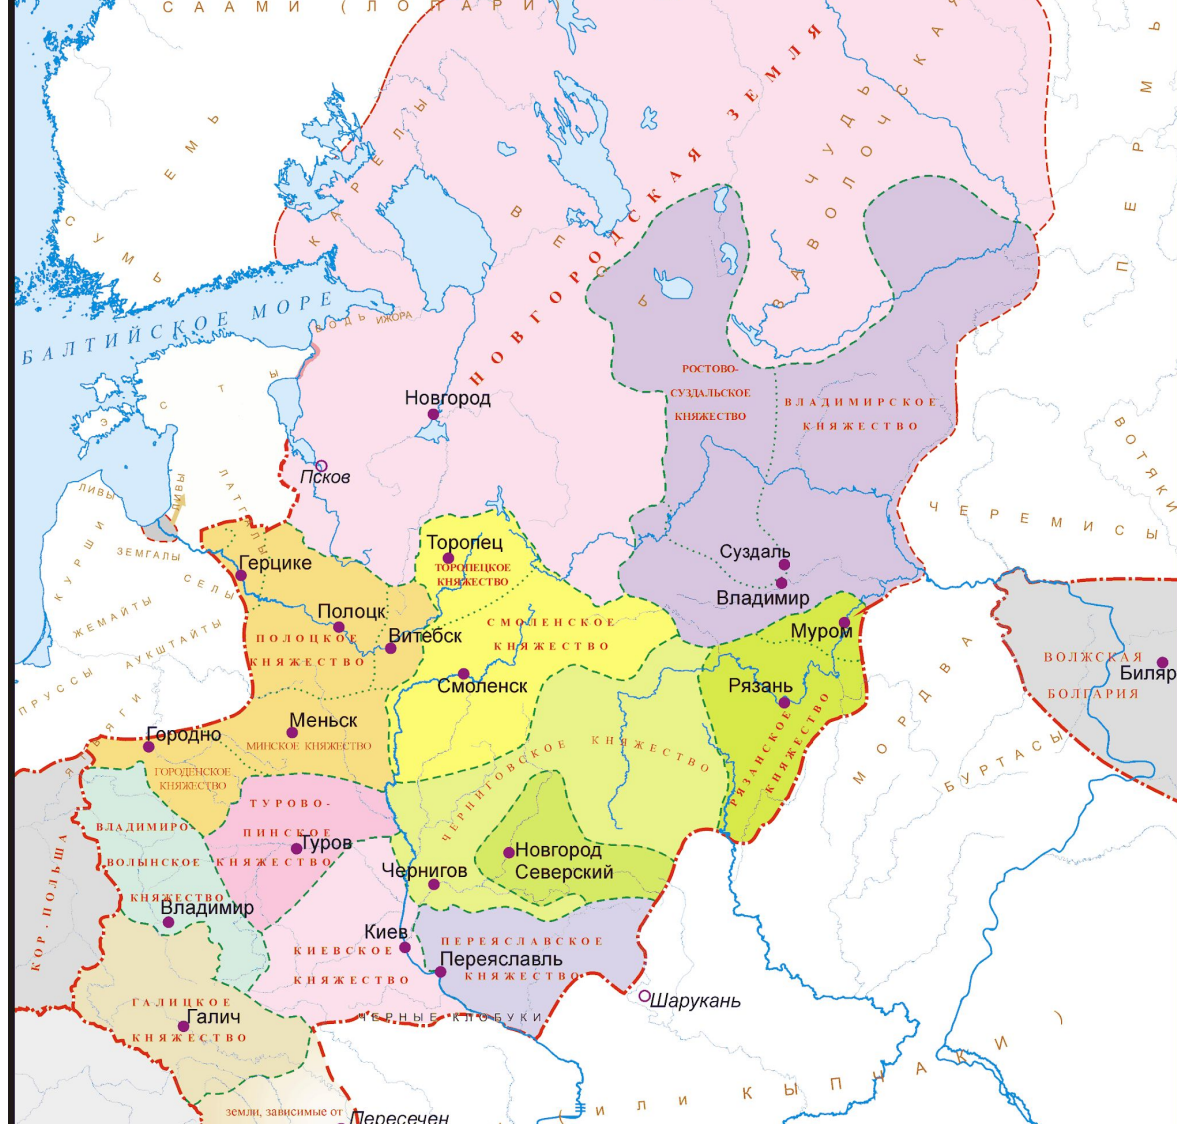 СААМИ (ЛОПАРИ)
НОВГОРОДСКАЯ ЗЕМЛЯ
ЗАВОЛОЧСКАЯ
ЧУДЬ
ПЕРМЬ
ЕМЬ
СУМЬ
КАРЕЛЫ
ВЕСЬ
БАЛТИЙСКОЕ МОРЕ
ВОДЬ
ИЖОРА
ЭСТЫ
Новгород
Псков
РОСТОВО-
СУЗДАЛЬСКОЕ
КНЯЖЕСТВО
ВЛАДИМИРСКОЕ
КНЯЖЕСТВО
ВОТЯКИ
ЧЕРЕМИСЫ
ЛИВЫ
ЛИВЫ
ЛАТГАЛЫ
КУРШИ
ЗЕМГАЛЫ
СЕЛЫ
ЖЕМАЙТЫ
АУКШТАЙТЫ
ПРУССЫ
ЯТВЯГИ
Герцике
Торопец
ТОРОПЕЦКОЕ
КНЯЖЕСТВО
Суздаль
Владимир
Полоцк
Витебск
ПОЛОЦКОЕ
КНЯЖЕСТВО
СМОЛЕНСКОЕ
КНЯЖЕСТВО
Смоленск
Муром
Рязань
РЯЗАНСКОЕ
КНЯЖЕСТВО
МОРДВА
БУРТАСЫ
ВОЛЖСКАЯ
БОЛГАРИЯ
Биляр
Городно
Меньск
МИНСКОЕ КНЯЖЕСТВО
ГОРОДЕНСКОЕ
КНЯЖЕСТВО
ЧЕРНИГОВСКОЕ КНЯЖЕСТВО
ТУРОВО-
ПИНСКОЕ
КНЯЖЕСТВО
Туров
ВЛАДИМИРО-
ВОЛЫНСКОЕ
КНЯЖЕСТВО
Владимир
КОР. ПОЛЬША
Чернигов
Новгород
Северский
Киев
КИЕВСКОЕ
КНЯЖЕСТВО
ПЕРЕЯСЛАВСКОЕ
Переяславль
КНЯЖЕСТВО
Шарукань
ЧЕРНЫЕ КЛОБУКИ
ГАЛИЦКОЕ
Галич
КНЯЖЕСТВО
земли, зависимые от
Пересечен
(или КЫПЧАКИ)